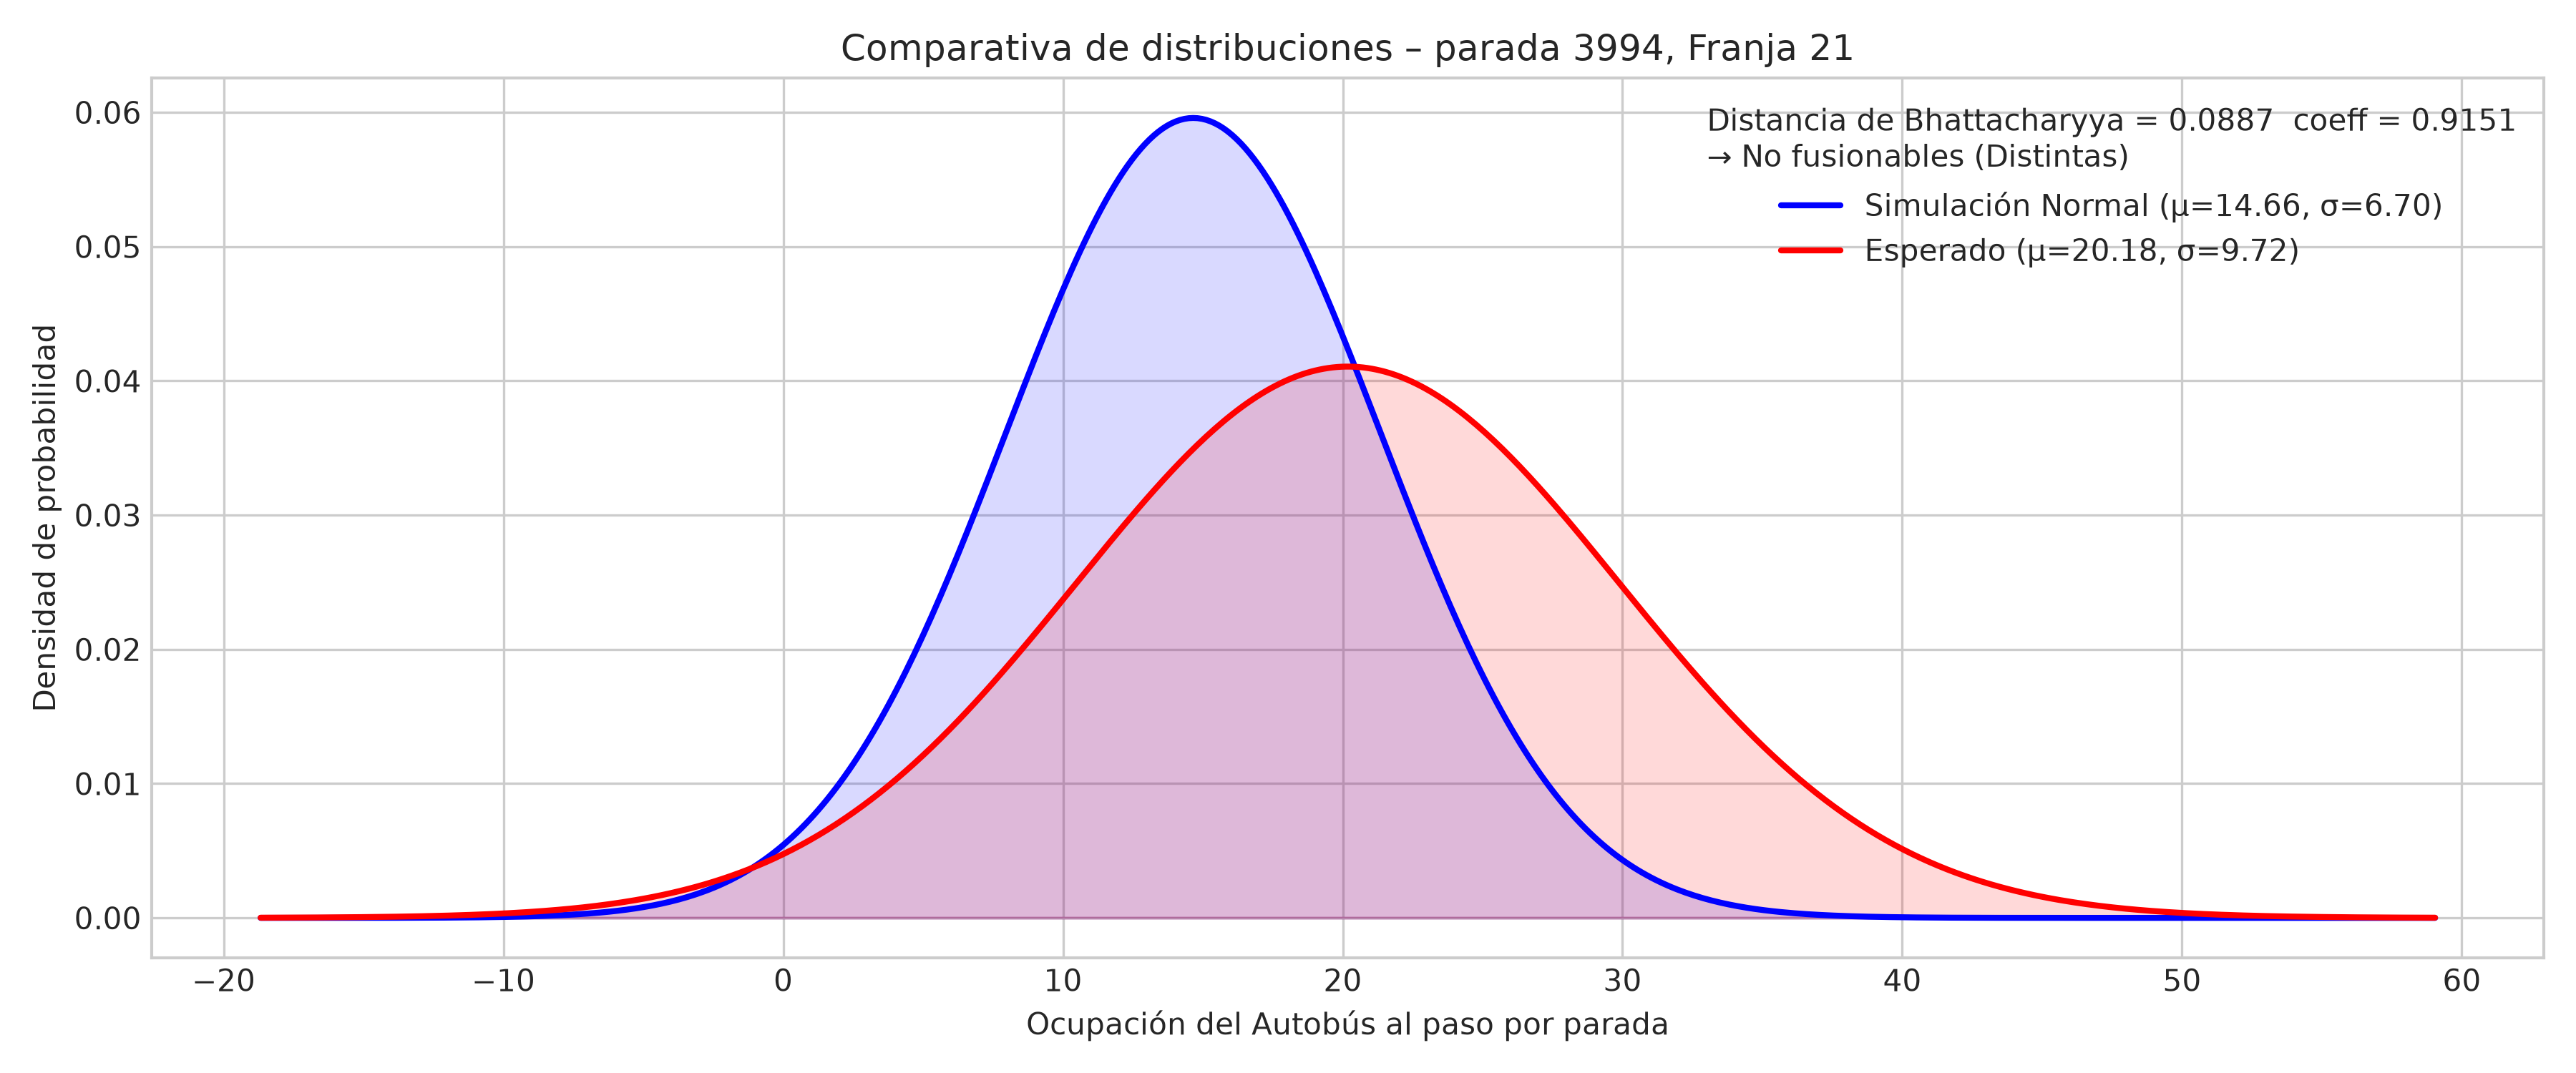 Comparativa de distribuciones – parada 3994, Franja 21
Distancia de Bhattacharyya = 0.0887  coeff = 0.9151
→ No fusionables (Distintas)
Simulación Normal (μ=14.66, σ=6.70)
Esperado (μ=20.18, σ=9.72)
Densidad de probabilidad
0.06
0.05
0.04
0.03
0.02
0.01
0.00
−20 −10 0 10 20 30 40 50 60
Ocupación del Autobús al paso por parada